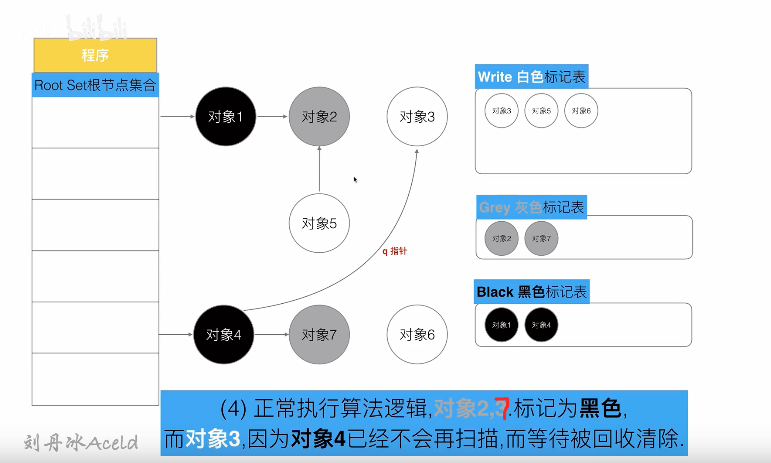 程序
Root Set根节点集合
对象1
对象2
对象3
对象5
q 指针
对象4
对象7
对象6
Write 白色标记表
对象3 对象5 对象6
Grey 灰色标记表
对象2 对象7
Black 黑色标记表
对象1 对象4
(4) 正常执行算法逻辑,对象2,7标记为黑色,
而对象3,因为对象4已经不会再扫描,而等待被回收清除.
刘丹冰Aceld